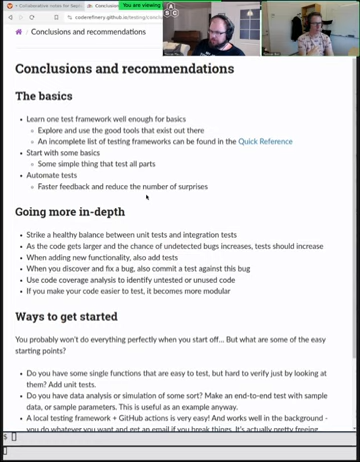 Collaborative notes for
You are viewing
coderefinery.github.io/testing/conclu
/ Conclusions and recommendations
Conclusions and recommendations
The basics
• Learn one test framework well enough for basics
◦ Explore and use the good tools that exist out there
◦ An incomplete list of testing frameworks can be found in the Quick Reference
• Start with some basics
◦ Some simple thing that test all parts
• Automate tests
◦ Faster feedback and reduce the number of surprises
Going more in-depth
• Strike a healthy balance between unit tests and integration tests
• As the code gets larger and the chance of undetected bugs increases, tests should increase
• When adding new functionality, also add tests
• When you discover and fix a bug, also commit a test against this bug
• Use code coverage analysis to identify untested or unused code
• If you make your code easier to test, it becomes more modular
Ways to get started
You probably won't do everything perfectly when you start off... But what are some of the easy
starting points?
• Do you have some single functions that are easy to test, but hard to verify just by looking at
them? Add unit tests.
• Do you have data analysis or simulation of some sort? Make an end-to-end test with sample
data, or sample parameters. This is useful as an example anyway.
• A local testing framework + GitHub actions is very easy! And works well in the background -
you do whatever you want and get an email if you break things. It's actually pretty freeing